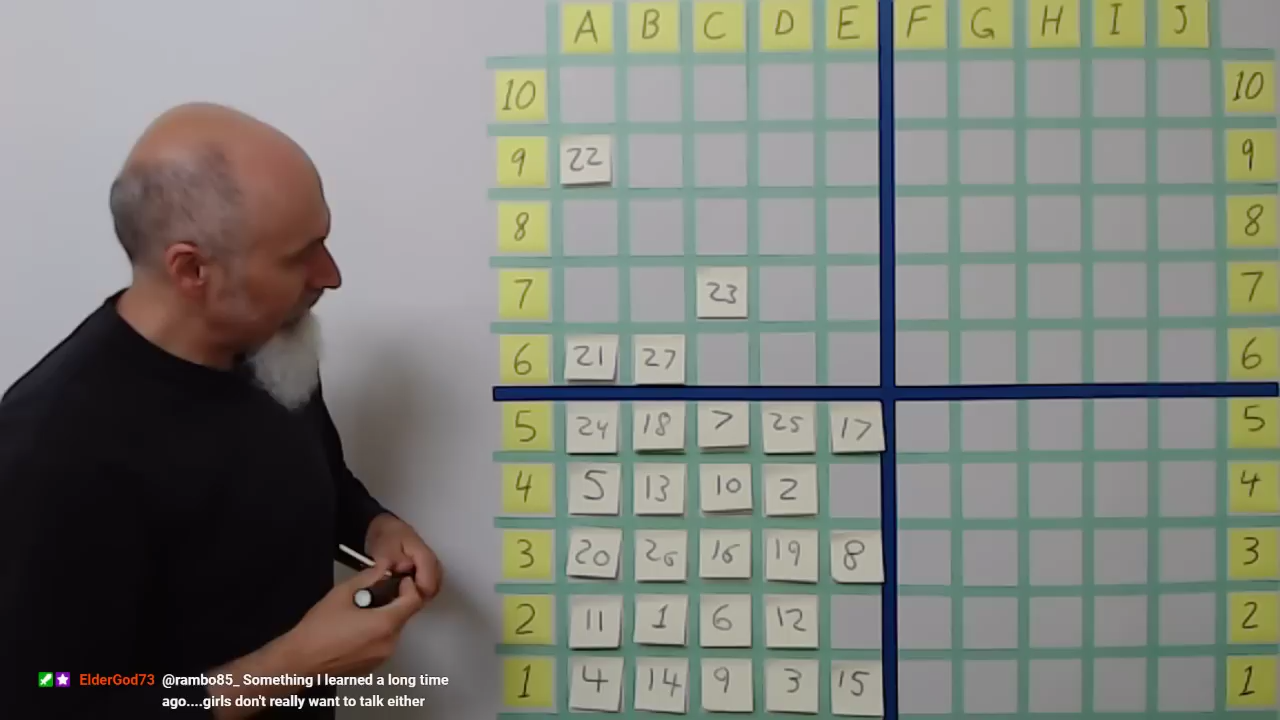 A B C D E F G H I J
10 10
9 22 9
8 8
7 23 7
6 21 27 6
5 24 18 7 25 17 5
4 5 13 10 2 4
3 20 26 16 19 8 3
2 11 1 6 12 2
1 4 14 9 3 15 1
ElderGod73 @rambo85_ Something I learned a long time
ago....girls don't really want to talk either